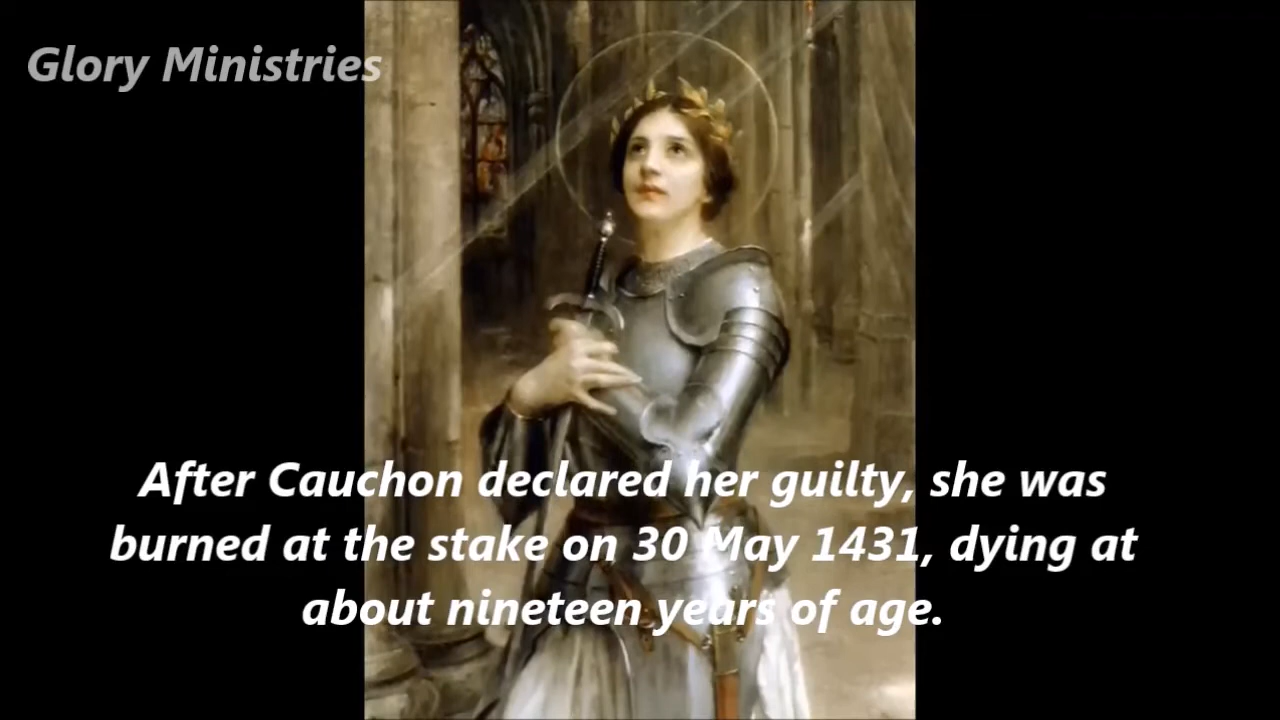 Glory Ministries
After Cauchon declared her guilty, she was
burned at the stake on 30 May 1431, dying at
about nineteen years of age.